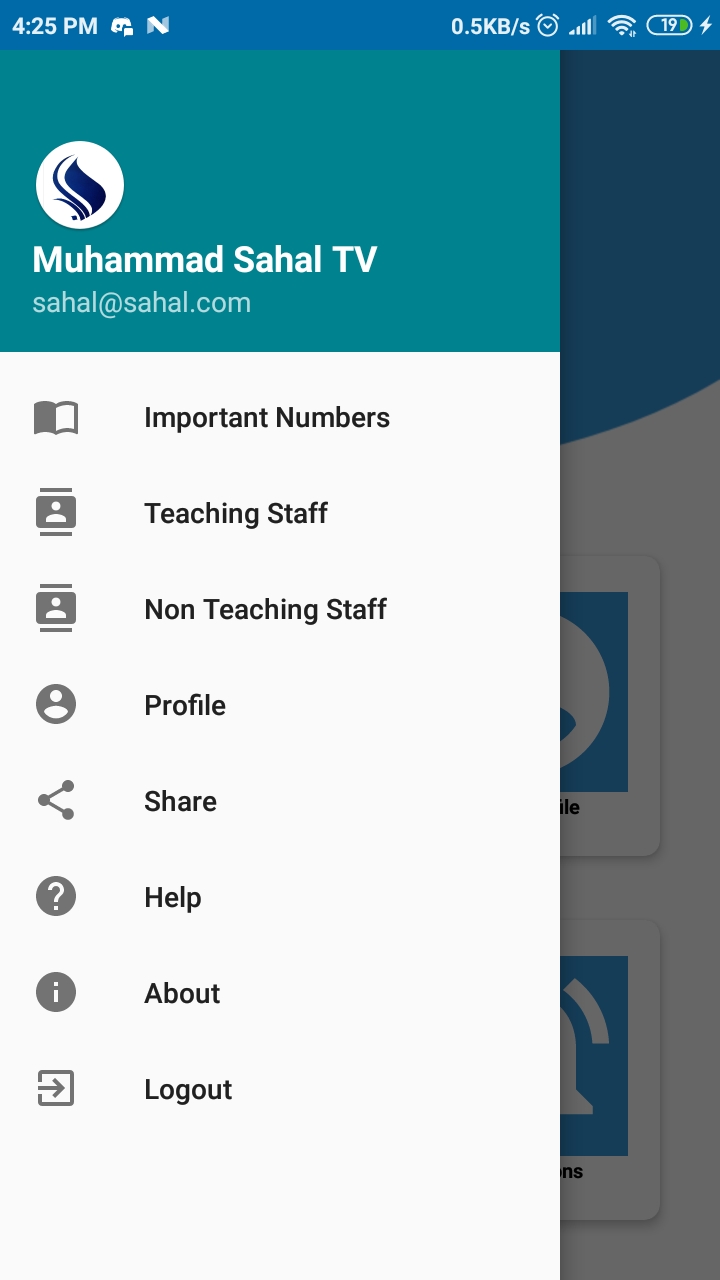 4:25 PM 0.5KB/s 19
Muhammad Sahal TV
sahal@sahal.com
Important Numbers
Teaching Staff
Non Teaching Staff
Profile
Share
ile
Help
About
Logout
ons